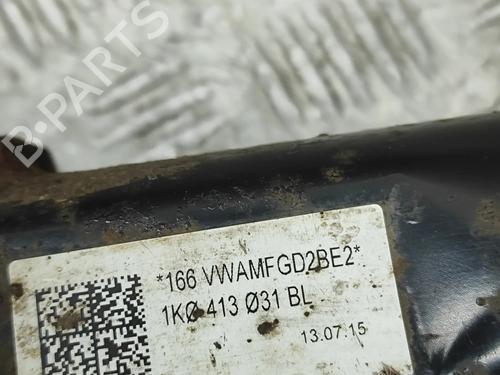 B-PARTS
*166 VWAMFGD2BE2*
1KØ 413 Ø31 BL
13.07.15